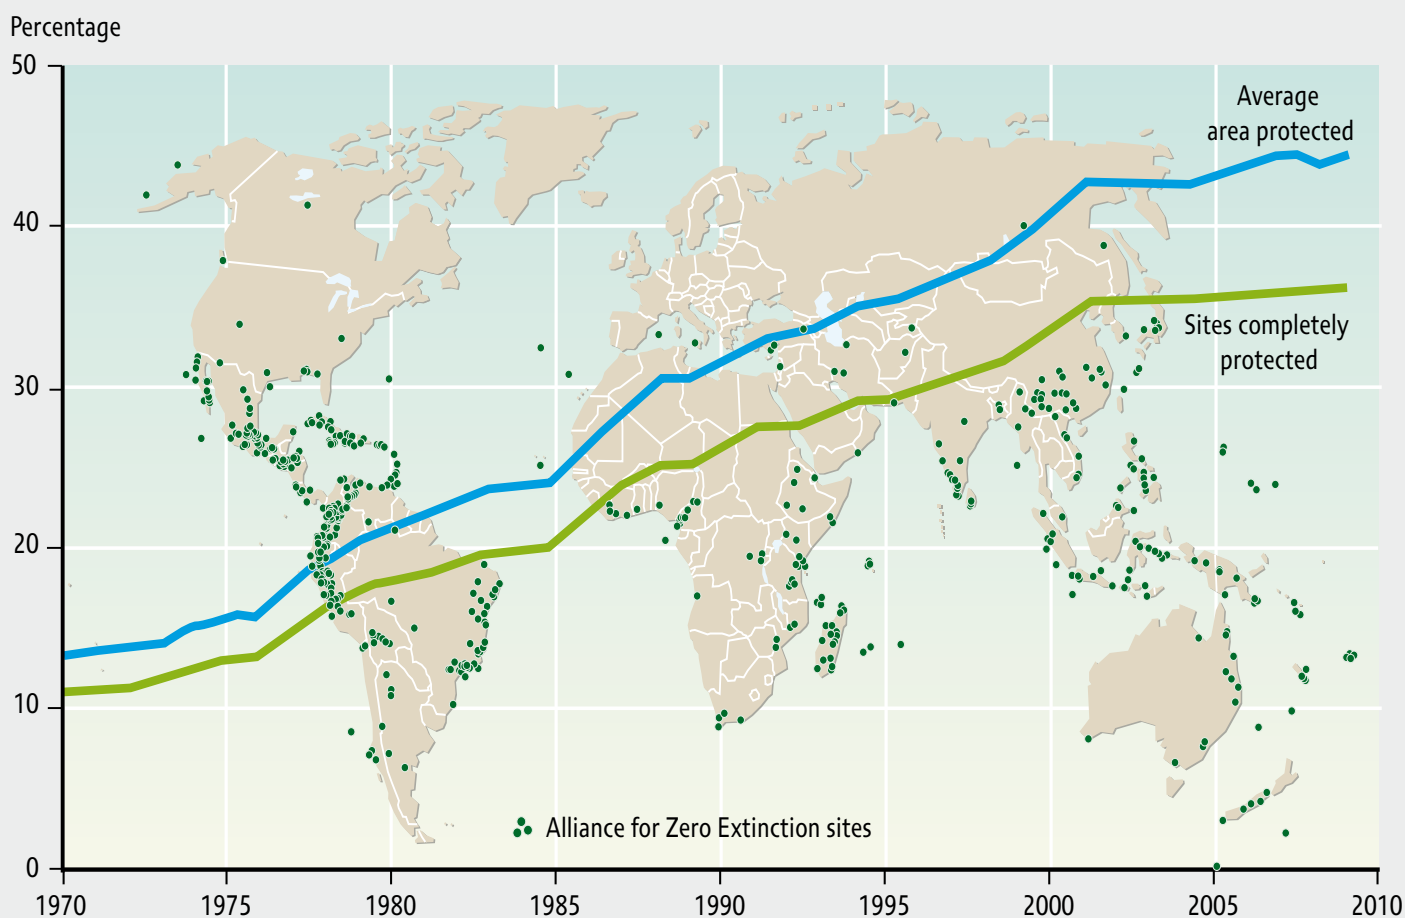 Percentage
50
40
30
20
10
0
Average
area protected
Sites completely
protected
Alliance for Zero Extinction sites
1970 1975 1980 1985 1990 1995 2000 2005 2010